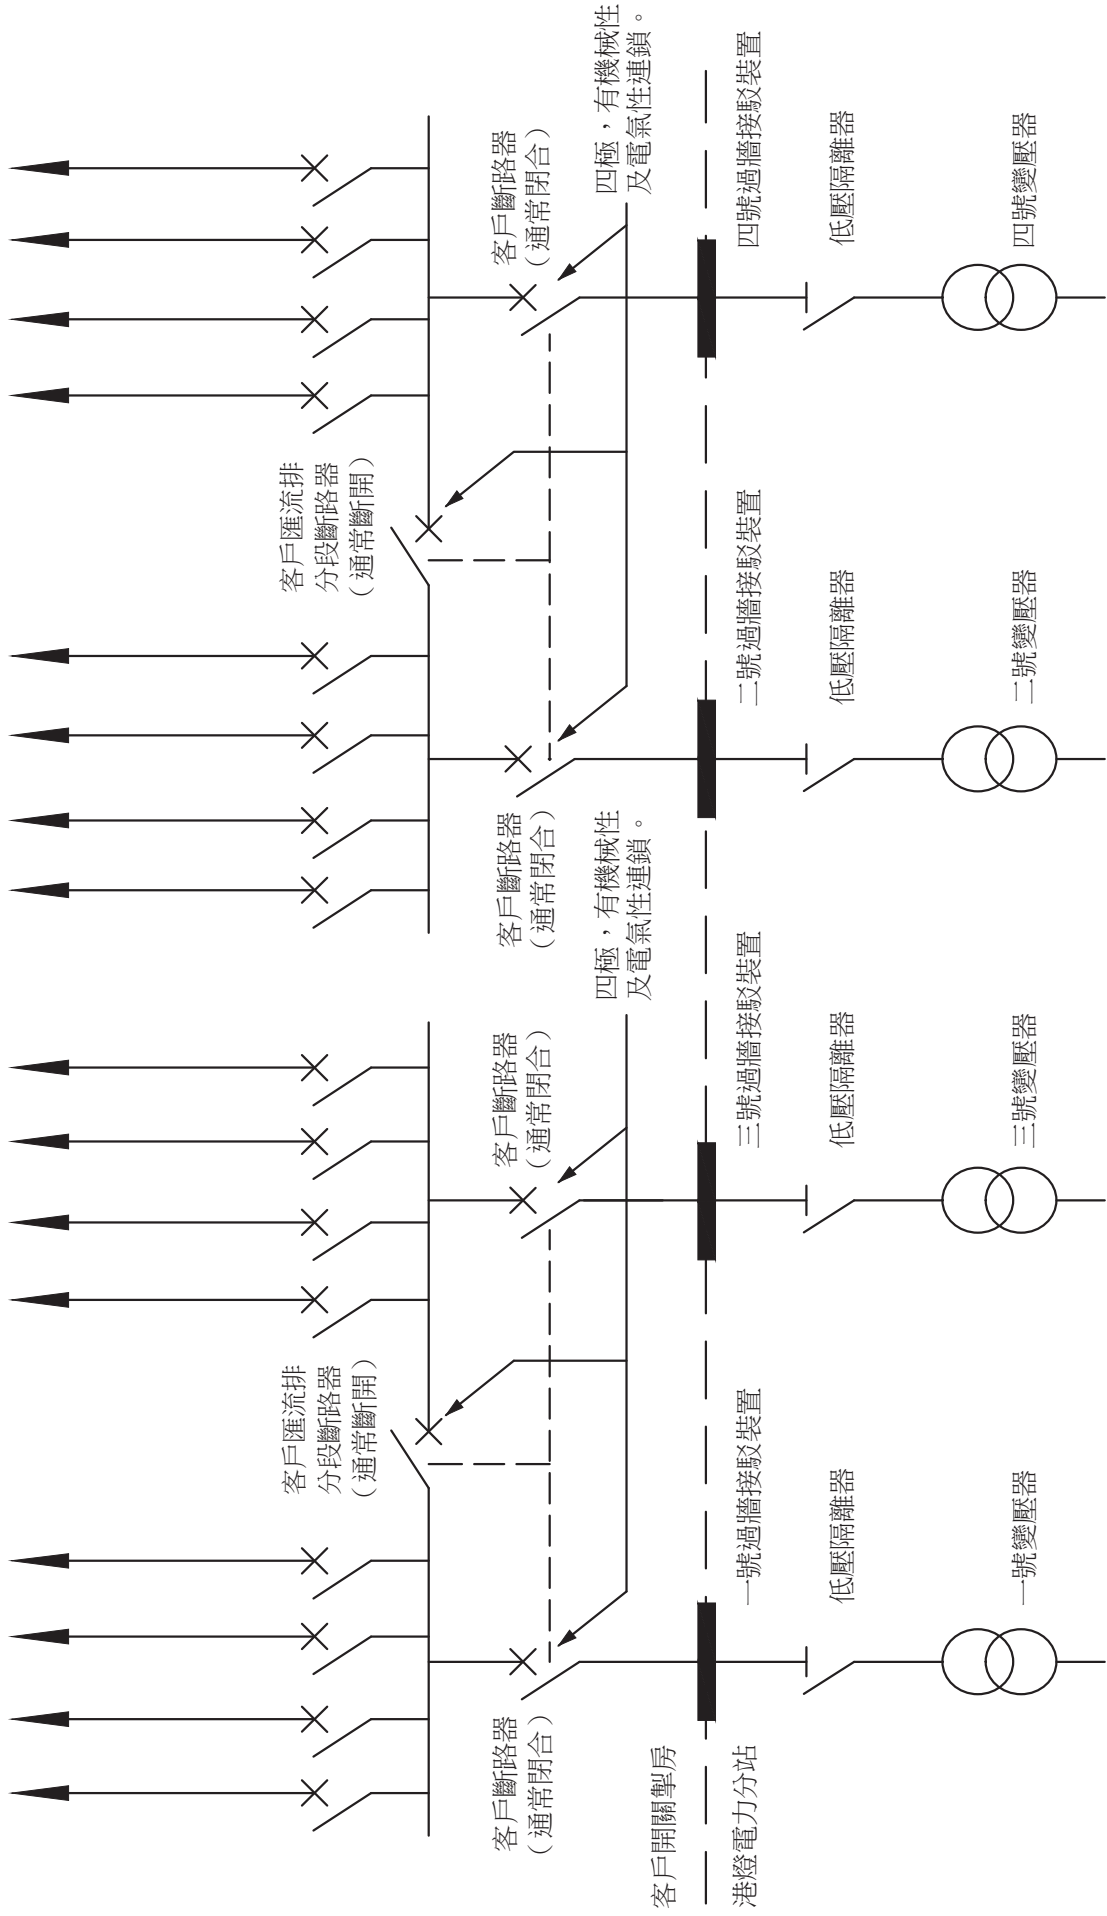 客戶匯流排
分段斷路器
（通常斷開）
客戶匯流排
分段斷路器
（通常斷開）
客戶斷路器
（通常閉合）
客戶斷路器
（通常閉合）
客戶斷路器
（通常閉合）
客戶斷路器
（通常閉合）
四極，有機械性
及電氣性連鎖。
四極，有機械性
及電氣性連鎖。
客戶開關掣房
港燈電力分站
一號過牆接駁裝置
三號過牆接駁裝置
二號過牆接駁裝置
四號過牆接駁裝置
低壓隔離器
低壓隔離器
低壓隔離器
低壓隔離器
一號變壓器
三號變壓器
二號變壓器
四號變壓器